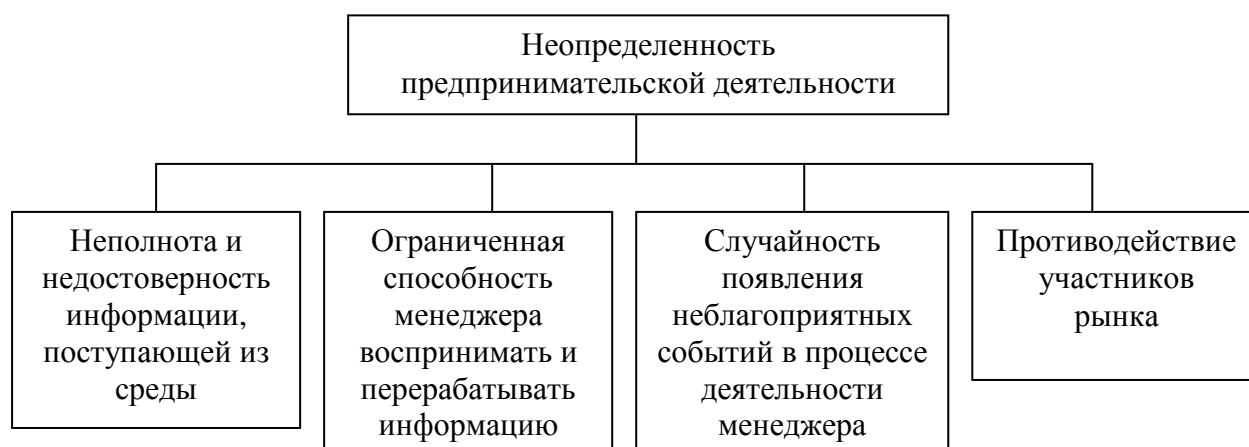 Неопределенность
предпринимательской деятельности
Неполнота и
недостоверность
информации,
поступающей из
среды
Ограниченная
способность
менеджера
воспринимать и
перерабатывать
информацию
Случайность
появления
неблагоприятных
событий в процессе
деятельности
менеджера
Противодействие
участников
рынка